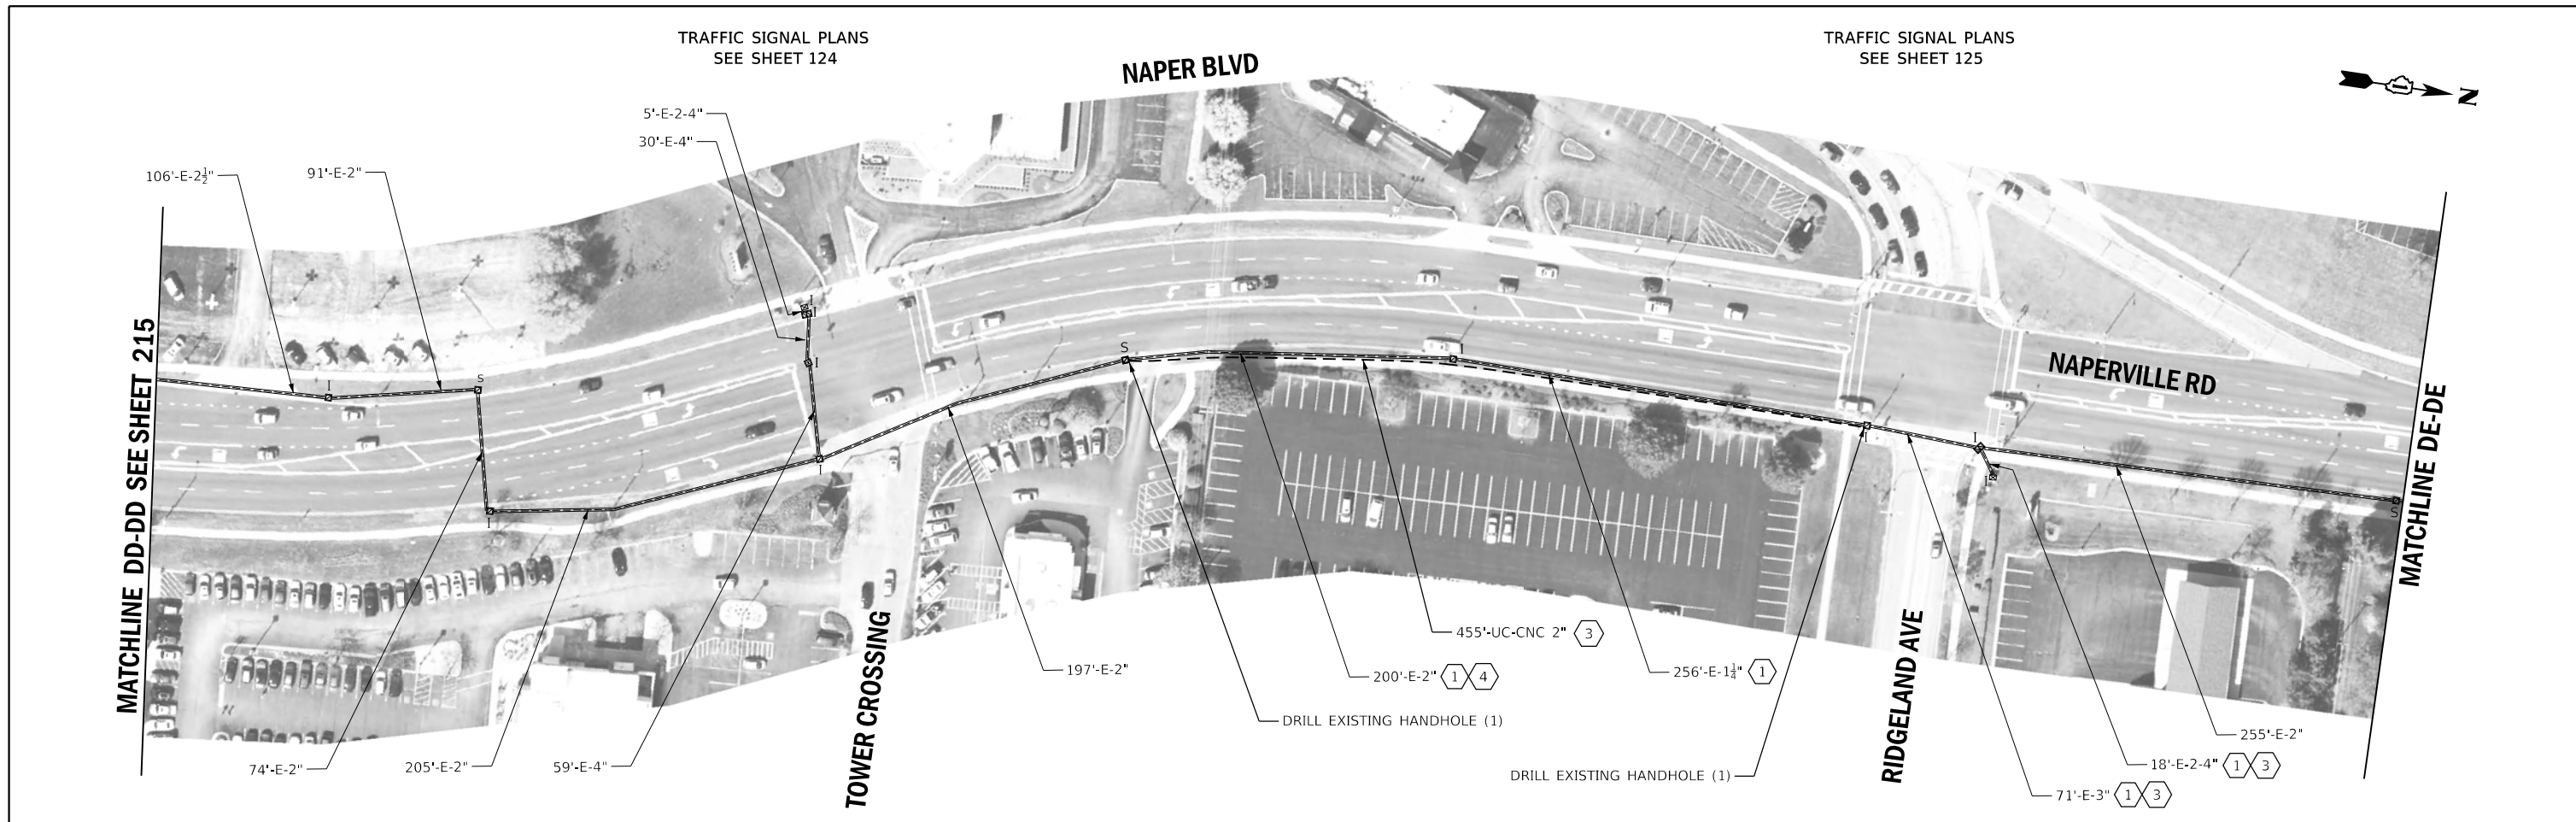 TRAFFIC SIGNAL PLANS
SEE SHEET 124
TRAFFIC SIGNAL PLANS
SEE SHEET 125
NAPER BLVD
N
1
5'-E-2-4"
30'-E-4"
106'-E-2½"
91'-E-2"
I
I
I
S
I
S
I
I
I
I
I
I
S
NAPERVILLE RD
MATCHLINE DD-DD SEE SHEET 215
MATCHLINE DE-DE
TOWER CROSSING
RIDGELAND AVE
74'-E-2"
205'-E-2"
59'-E-4"
197'-E-2"
455'-UC-CNC 2" 3
200'-E-2" 1 4
256'-E-1¼" 1
DRILL EXISTING HANDHOLE (1)
DRILL EXISTING HANDHOLE (1)
255'-E-2"
18'-E-2-4" 1 3
71'-E-3" 1 3